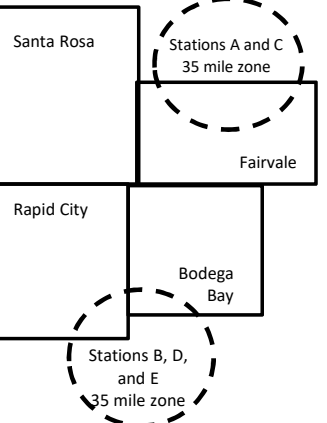 Santa Rosa
Stations A and C
35 mile zone
Fairvale
Rapid City
Bodega
Bay
Stations B, D,
and E
35 mile zone